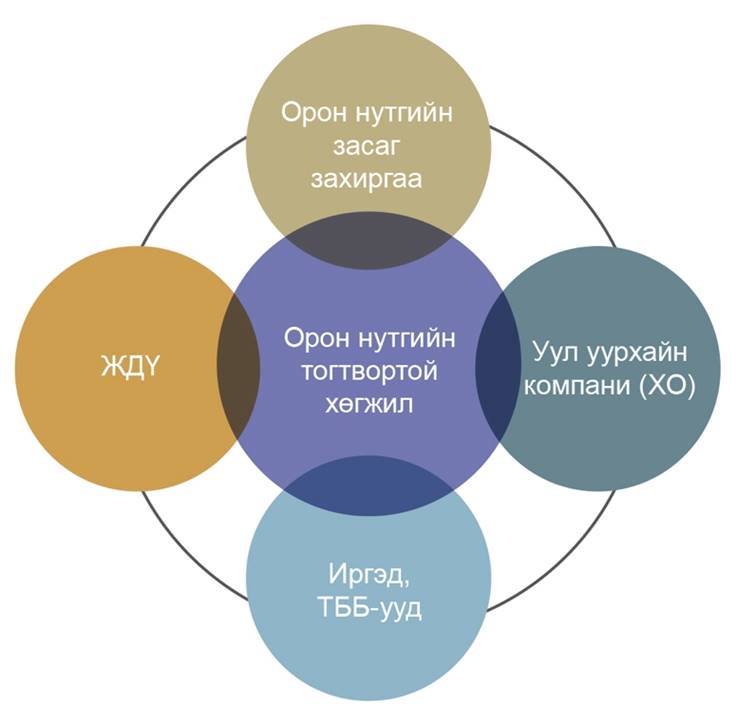 Орон нутгийн
засаг
захиргаа
ЖДҮ
Орон нутгийн
тогтвортой
хөгжил
Уул уурхайн
компани (ХО)
Иргэд,
ТББ-ууд